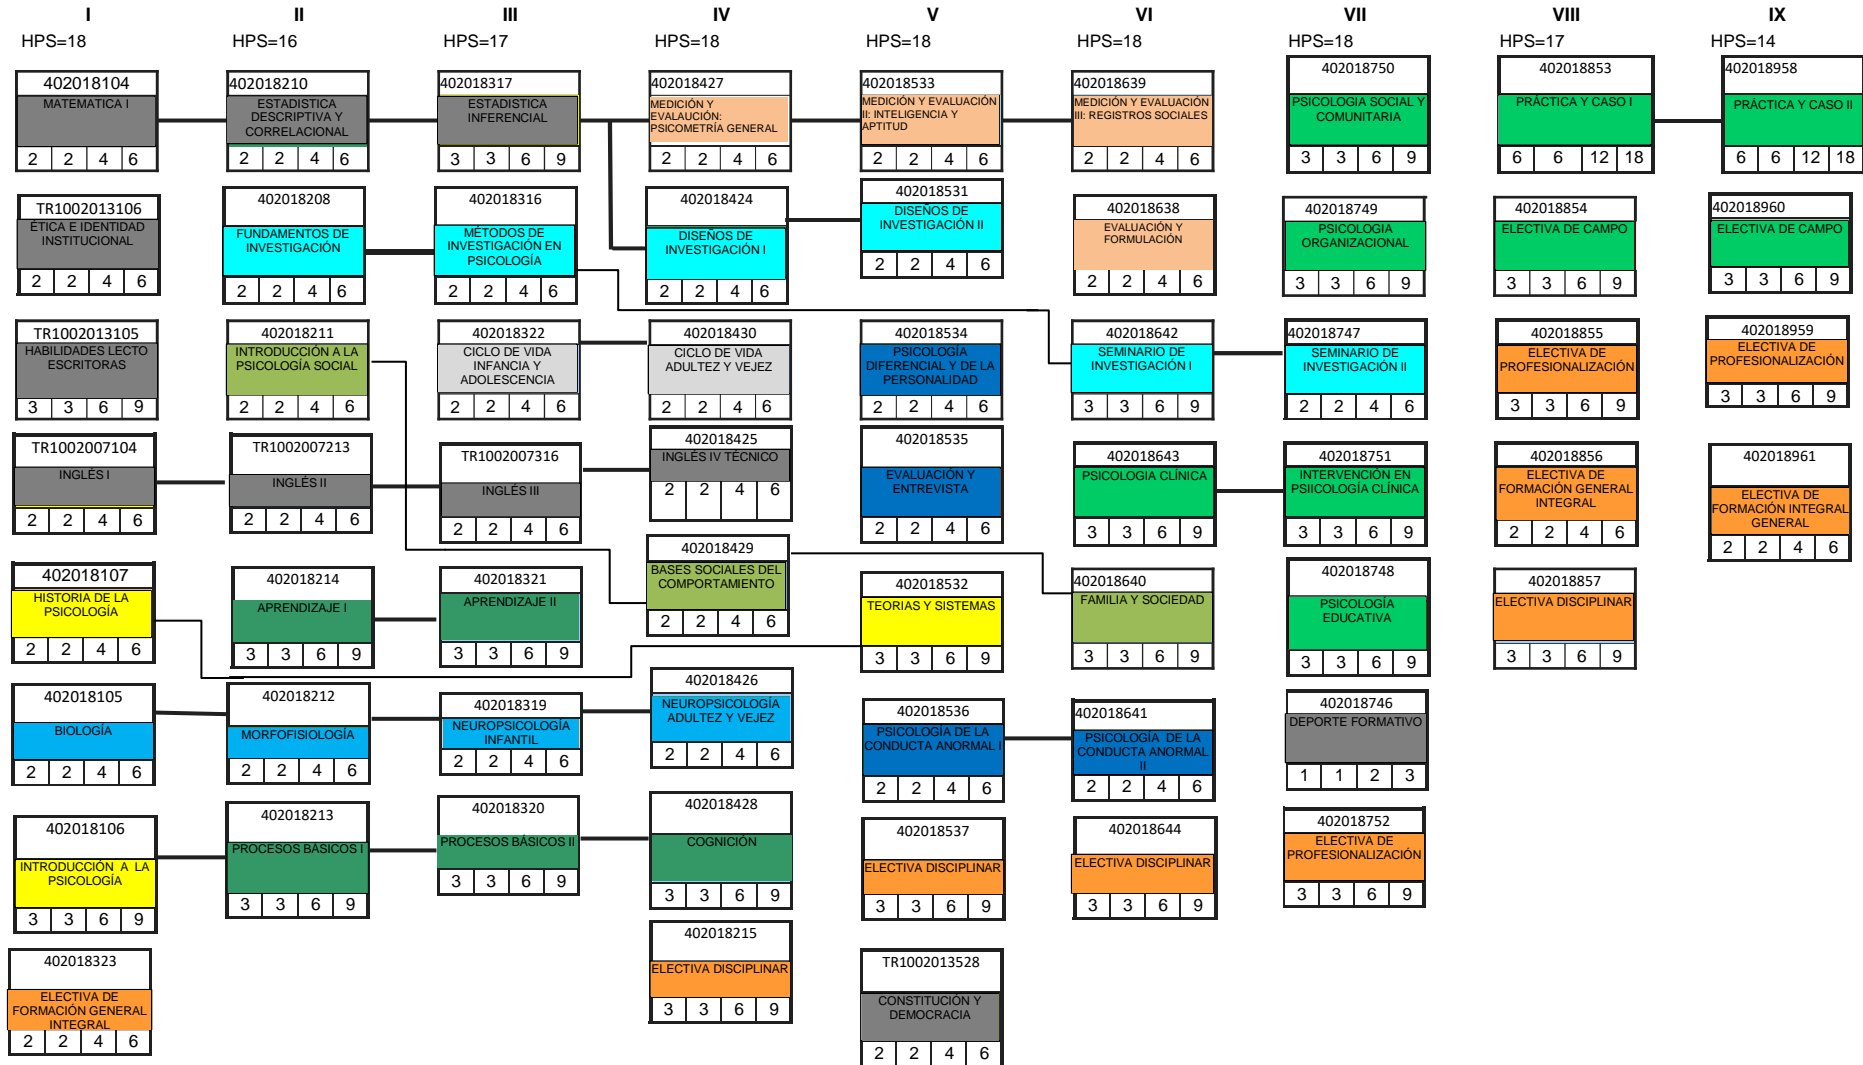 I II III IV V VI VII VIII IX
HPS=18 HPS=16 HPS=17 HPS=18 HPS=18 HPS=18 HPS=18 HPS=17 HPS=14
402018104
MATEMATICA I
2 2 4 6
TR1002013106
ÉTICA E IDENTIDAD
INSTITUCIONAL
2 2 4 6
TR1002013105
HABILIDADES LECTO
ESCRITORAS
3 3 6 9
TR1002007104
INGLÉS I
2 2 4 6
402018107
HISTORIA DE LA
PSICOLOGÍA
2 2 4 6
402018105
BIOLOGÍA
2 2 4 6
402018106
INTRODUCCIÓN A LA
PSICOLOGÍA
3 3 6 9
402018323
ELECTIVA DE
FORMACIÓN GENERAL
INTEGRAL
2 2 4 6
402018210
ESTADISTICA
DESCRIPTIVA Y
CORRELACIONAL
2 2 4 6
402018208
FUNDAMENTOS DE
INVESTIGACIÓN
2 2 4 6
402018211
INTRODUCCIÓN A LA
PSICOLOGÍA SOCIAL
2 2 4 6
TR1002007213
INGLÉS II
2 2 4 6
402018214
APRENDIZAJE I
3 3 6 9
402018212
MORFOFISIOLOGÍA
2 2 4 6
402018213
PROCESOS BÁSICOS I
3 3 6 9
402018317
ESTADISTICA
INFERENCIAL
3 3 6 9
402018316
MÉTODOS DE
INVESTIGACIÓN EN
PSICOLOGÍA
2 2 4 6
402018322
CICLO DE VIDA
INFANCIA Y
ADOLESCENCIA
2 2 4 6
TR1002007316
INGLÉS III
2 2 4 6
402018321
APRENDIZAJE II
3 3 6 9
402018319
NEUROPSICOLOGÍA
INFANTIL
2 2 4 6
402018320
PROCESOS BÁSICOS II
3 3 6 9
402018427
MEDICIÓN Y
EVALAUCIÓN:
PSICOMETRÍA GENERAL
2 2 4 6
402018424
DISEÑOS DE
INVESTIGACIÓN I
2 2 4 6
402018430
CICLO DE VIDA
ADULTEZ Y VEJEZ
2 2 4 6
402018425
INGLÉS IV TÉCNICO
2 2 4 6
402018429
BASES SOCIALES DEL
COMPORTAMIENTO
2 2 4 6
402018426
NEUROPSICOLOGÍA
ADULTEZ Y VEJEZ
2 2 4 6
402018428
COGNICIÓN
3 3 6 9
402018215
ELECTIVA DISCIPLINAR
3 3 6 9
402018533
MEDICIÓN Y EVALUACIÓN
II: INTELIGENCIA Y
APTITUD
2 2 4 6
402018531
DISEÑOS DE
INVESTIGACIÓN II
2 2 4 6
402018534
PSICOLOGÍA
DIFERENCIAL Y DE LA
PERSONALIDAD
2 2 4 6
402018535
EVALUACIÓN Y
ENTREVISTA
2 2 4 6
402018532
TEORIAS Y SISTEMAS
3 3 6 9
402018536
PSICOLOGÍA DE LA
CONDUCTA ANORMAL I
2 2 4 6
402018537
ELECTIVA DISCIPLINAR
3 3 6 9
TR1002013528
CONSTITUCIÓN Y
DEMOCRACIA
2 2 4 6
402018639
MEDICIÓN Y EVALUACIÓN
III: REGISTROS SOCIALES
2 2 4 6
402018638
EVALUACIÓN Y
FORMULACIÓN
2 2 4 6
402018642
SEMINARIO DE
INVESTIGACIÓN I
3 3 6 9
402018643
PSICOLOGIA CLÍNICA
3 3 6 9
402018640
FAMILIA Y SOCIEDAD
3 3 6 9
402018641
PSICOLOGÍA DE LA
CONDUCTA ANORMAL
II
2 2 4 6
402018644
ELECTIVA DISCIPLINAR
3 3 6 9
402018750
PSICOLOGIA SOCIAL Y
COMUNITARIA
3 3 6 9
402018749
PSICOLOGIA
ORGANIZACIONAL
3 3 6 9
402018747
SEMINARIO DE
INVESTIGACIÓN II
2 2 4 6
402018751
INTERVENCIÓN EN
PSIICOLOGÍA CLÍNICA
3 3 6 9
402018748
PSICOLOGÍA
EDUCATIVA
3 3 6 9
402018746
DEPORTE FORMATIVO
1 1 2 3
402018752
ELECTIVA DE
PROFESIONALIZACIÓN
3 3 6 9
402018853
PRÁCTICA Y CASO I
6 6 12 18
402018854
ELECTIVA DE CAMPO
3 3 6 9
402018855
ELECTIVA DE
PROFESIONALIZACIÓN
3 3 6 9
402018856
ELECTIVA DE
FORMACIÓN GENERAL
INTEGRAL
2 2 4 6
402018857
ELECTIVA DISCIPLINAR
3 3 6 9
402018958
PRÁCTICA Y CASO II
6 6 12 18
402018960
ELECTIVA DE CAMPO
3 3 6 9
402018959
ELECTIVA DE
PROFESIONALIZACIÓN
3 3 6 9
402018961
ELECTIVA DE
FORMACIÓN INTEGRAL
GENERAL
2 2 4 6